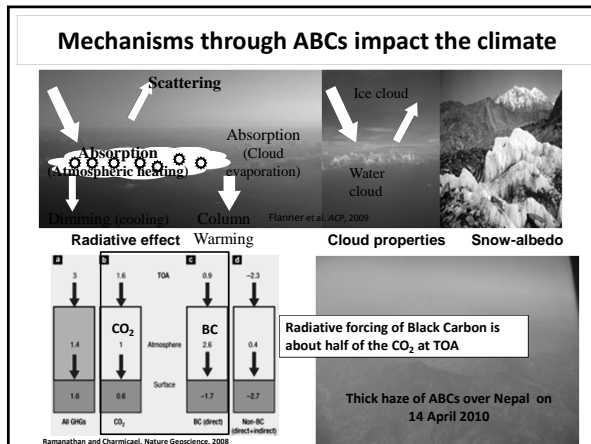 Mechanisms through ABCs impact the climate
Scattering
Absorption
(Atmospheric heating)
Absorption
(Cloud
evaporation)
Dimming (cooling)
Column
Warming
Flanner et al. ACP, 2009
Ice cloud
Water
cloud
Radiative effect
Cloud properties
Snow-albedo
a
b
c
d
3
1.6
TOA
0.9
–2.3
CO2
BC
1.4
1
Atmosphere
2.6
0.4
Surface
1.6
0.6
–1.7
–2.7
All GHGs
CO2
BC (direct)
Non-BC
(direct+indirect)
Ramanathan and Charmicael, Nature Geoscience, 2008
Radiative forcing of Black Carbon is
about half of the CO2 at TOA
Thick haze of ABCs over Nepal on
14 April 2010